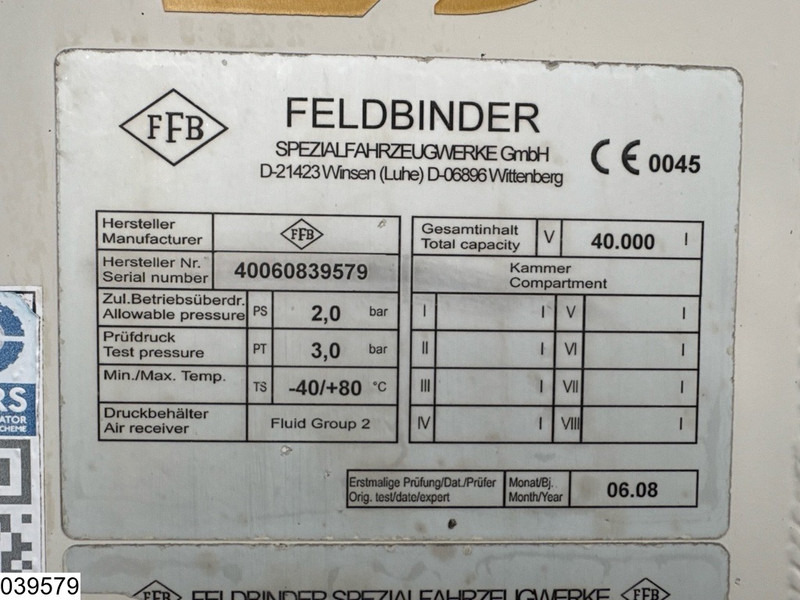 FFB
FELDBINDER
SPEZIALFAHRZEUGWERKE GmbH
D-21423 Winsen (Luhe) D-06896 Wittenberg
CE 0045
Hersteller
Manufacturer
FFB
Hersteller Nr.
Serial number
40060839579
Zul.Betriebsüberdr.
Allowable pressure
PS
2,0 bar
Prüfdruck
Test pressure
PT
3,0 bar
Min./Max. Temp.
TS
-40/+80 °C
Druckbehälter
Air receiver
Fluid Group 2
Gesamtinhalt
Total capacity
V
40.000 l
Kammer
Compartment
I l V l
II l VI l
III l VII l
IV l VIII l
Erstmalige Prüfung/Dat./Prüfer
Orig. test/date/expert
Monat/Bj.
Month/Year
06.08
RS
ATOR
SCHEME
039579
FFB FELDBINDER SPEZIALFAHRZEUGWERKE FFB